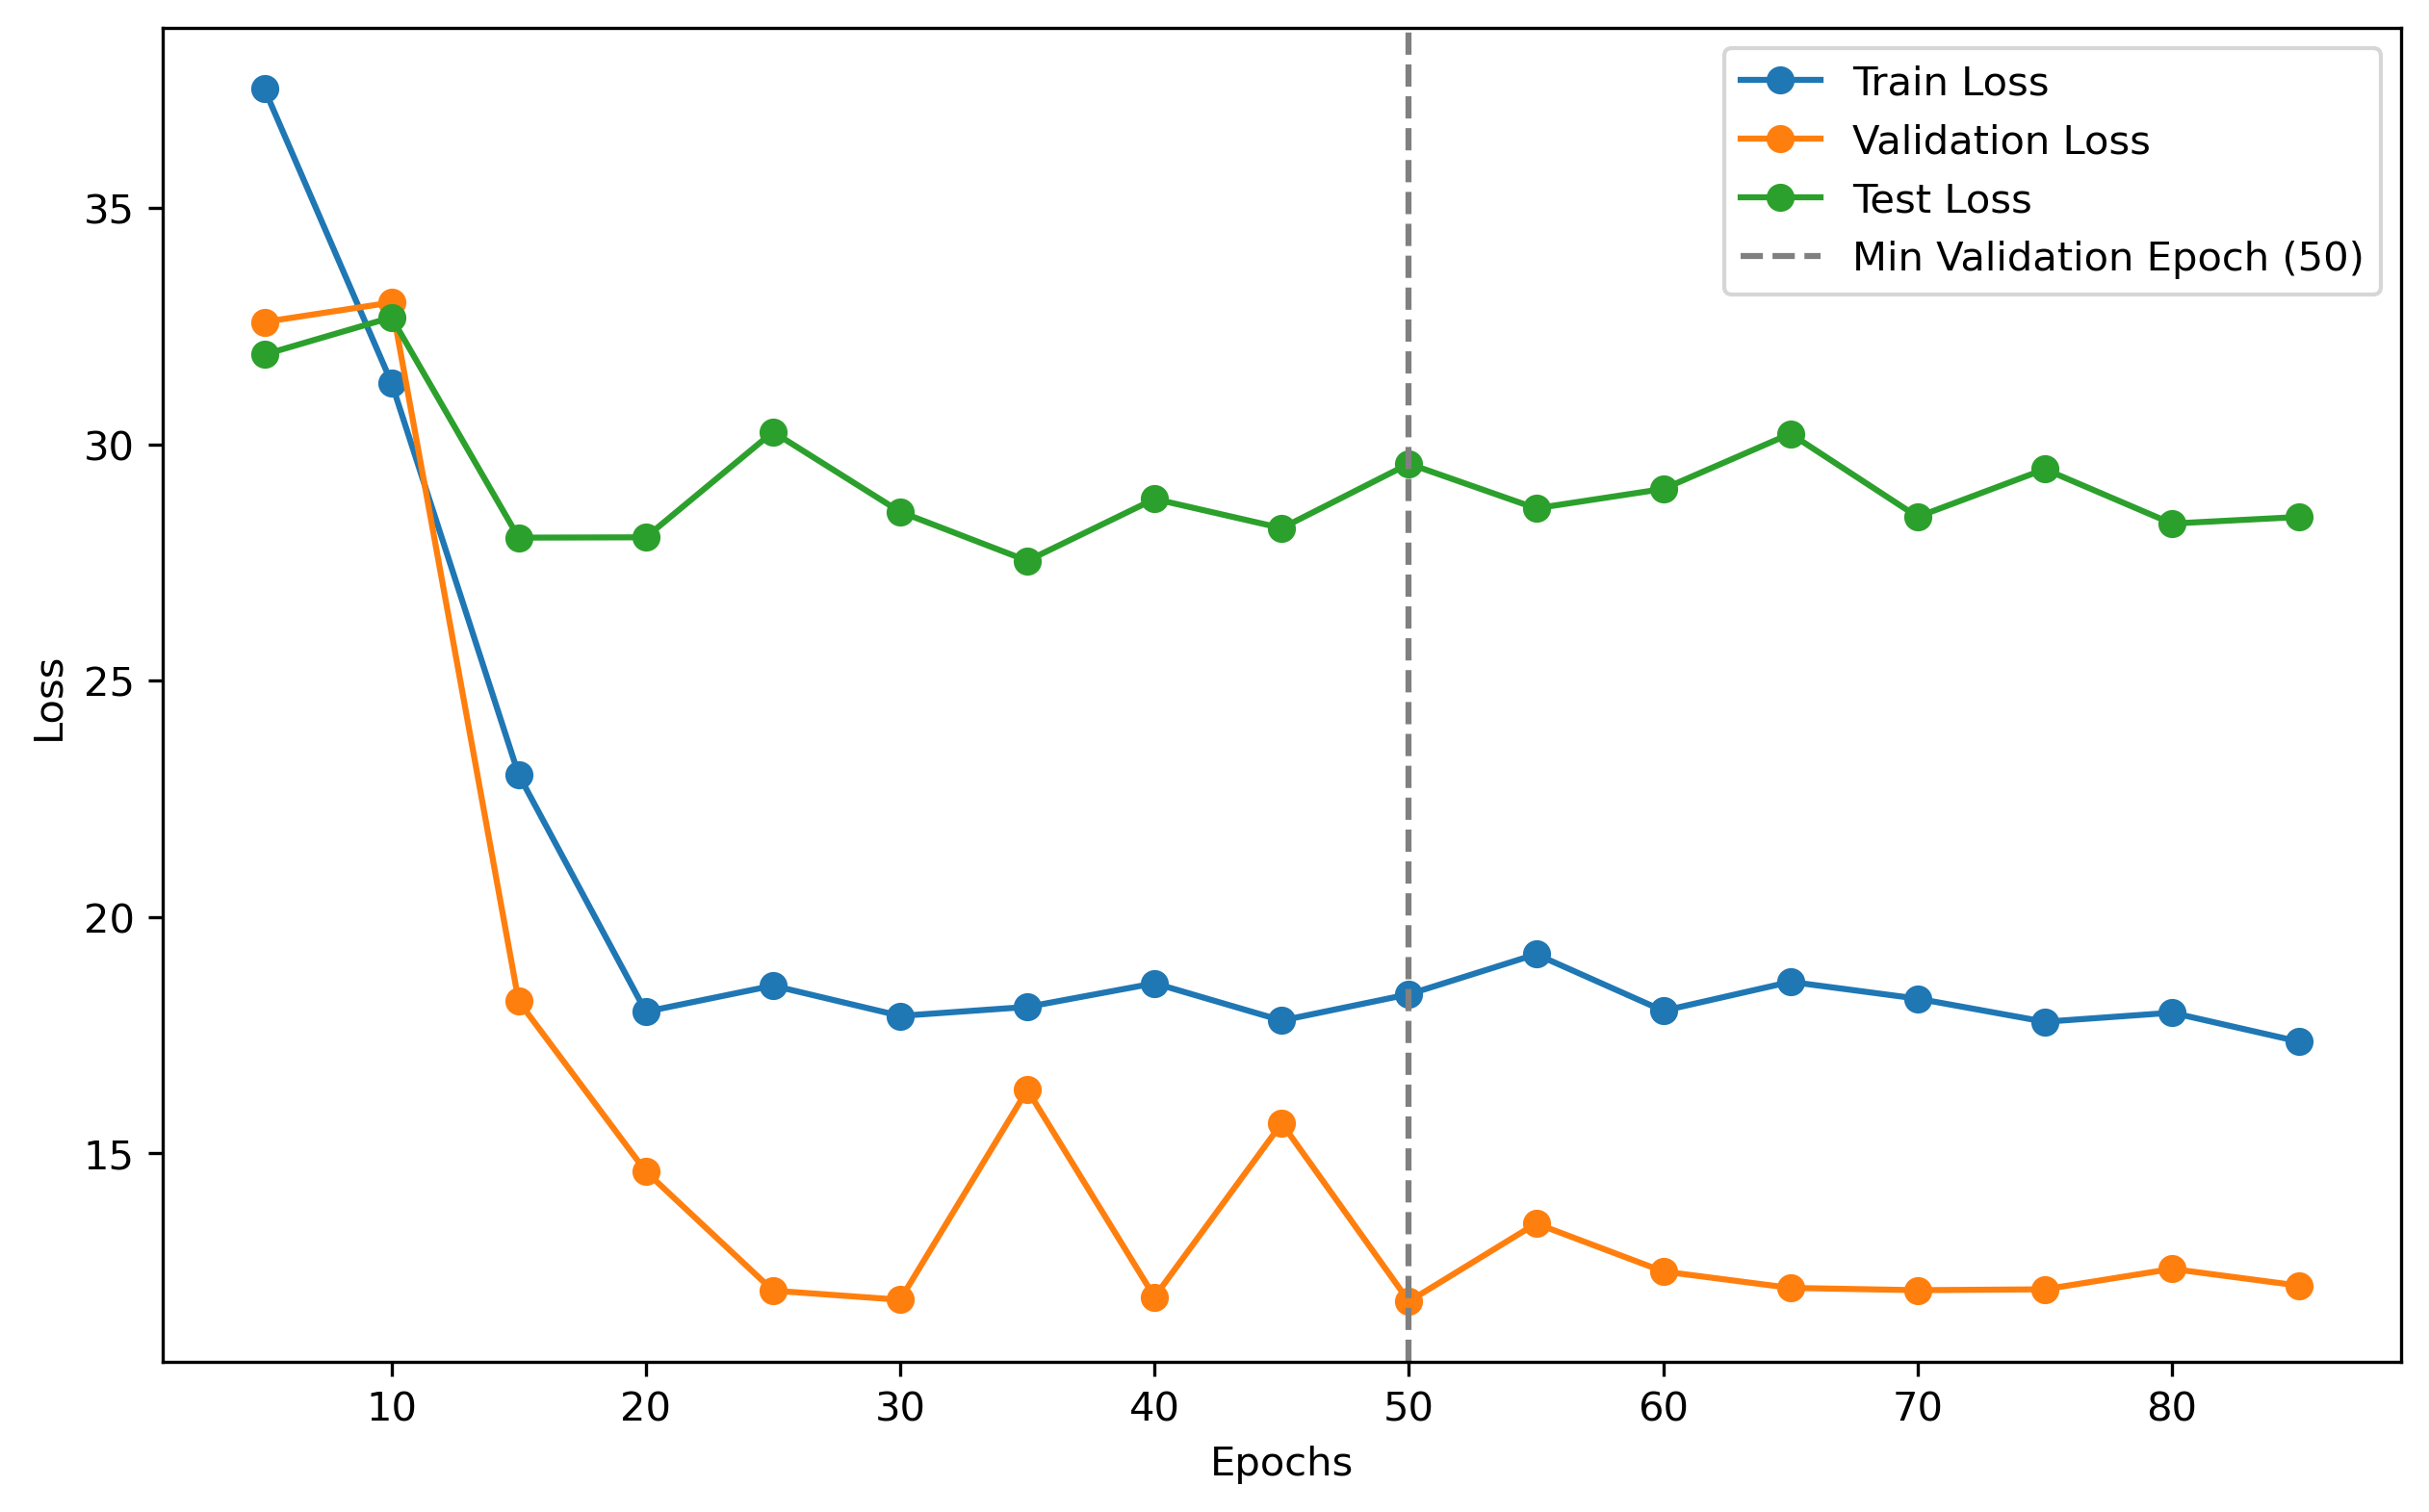 Train Loss
Validation Loss
Test Loss
Min Validation Epoch (50)
35
30
25
20
15
Loss
10 20 30 40 50 60 70 80
Epochs